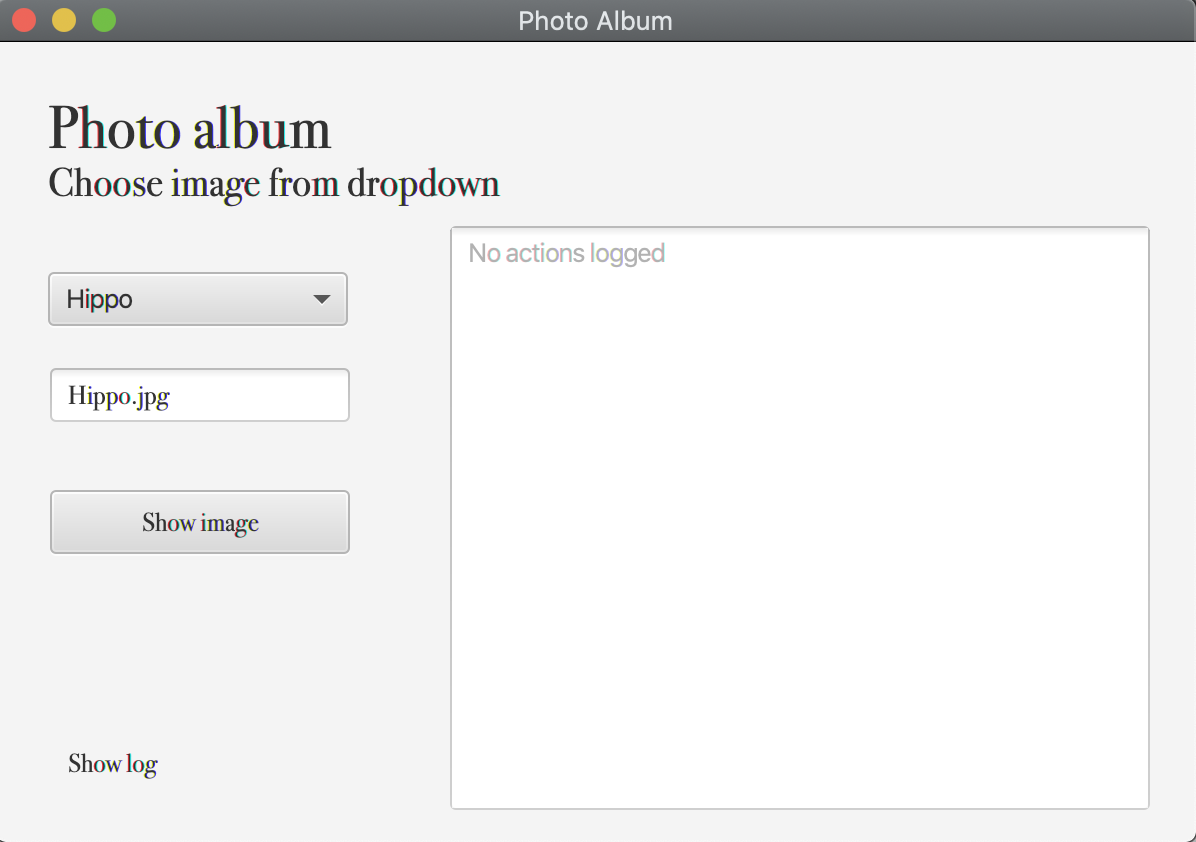 Photo Album
Photo album
Choose image from dropdown
No actions logged
Hippo
Hippo.jpg
Show image
Show log